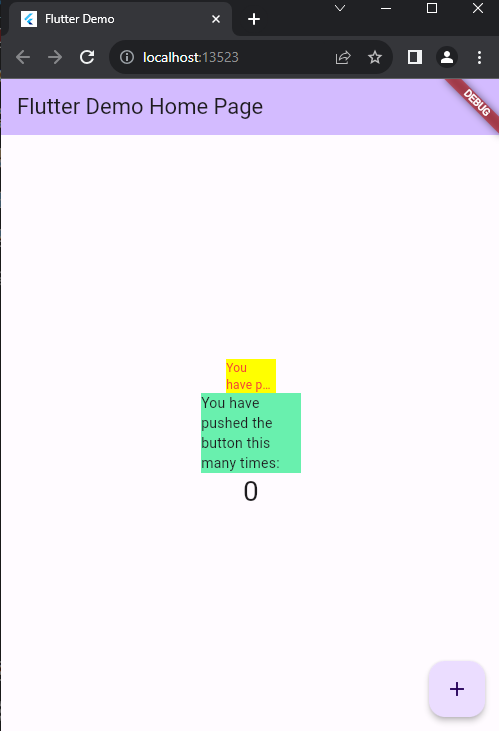 Flutter Demo
localhost:13523
Flutter Demo Home Page
DEBUG
You
have p…
You have
pushed the
button this
many times:
0